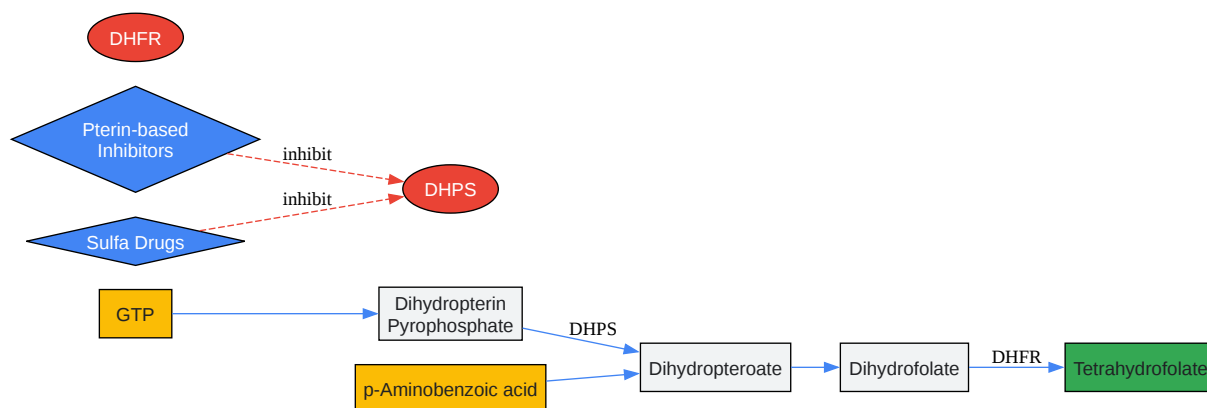 DHFR
Pterin-based
Inhibitors
inhibit
DHPS
inhibit
Sulfa Drugs
GTP
Dihydropterin
Pyrophosphate
DHPS
p-Aminobenzoic acid
Dihydropteroate
Dihydrofolate
DHFR
Tetrahydrofolate